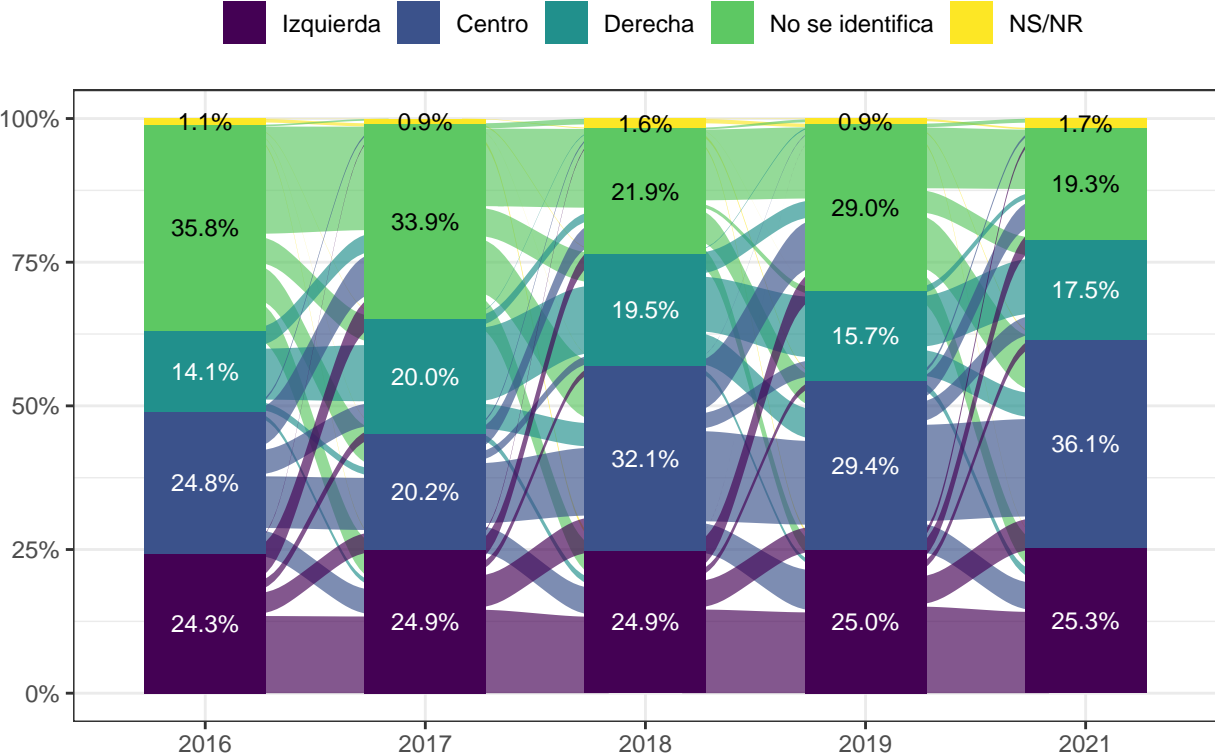 Izquierda Centro Derecha No se identifica NS/NR
100%
75%
50%
25%
0%
1.1% 0.9% 1.6% 0.9% 1.7%
35.8% 33.9% 21.9% 29.0% 19.3%
14.1% 20.0% 19.5% 15.7% 17.5%
24.8% 20.2% 32.1% 29.4% 36.1%
24.3% 24.9% 24.9% 25.0% 25.3%
2016 2017 2018 2019 2021